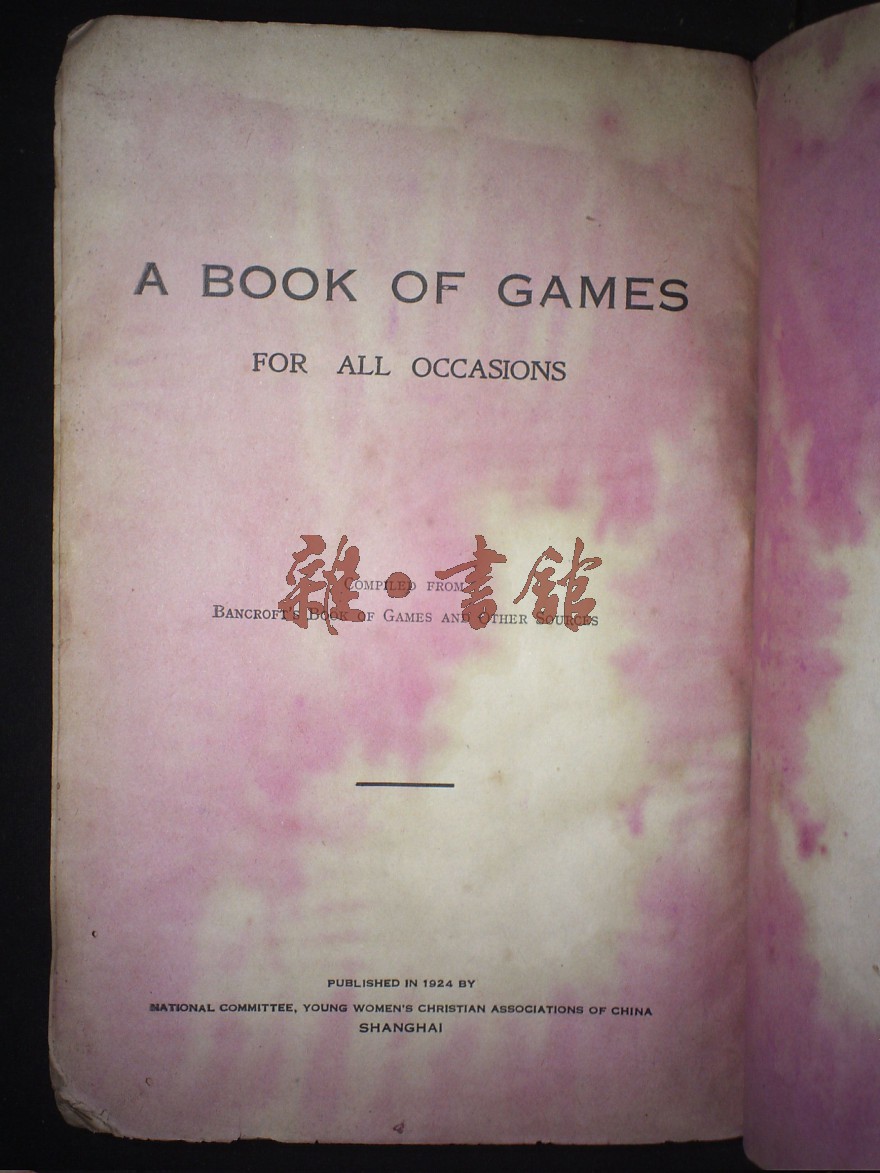 A BOOK OF GAMES
FOR ALL OCCASIONS
COMPILED FROM
BANCROFT'S BOOK OF GAMES AND OTHER SOURCES
雜·書館
PUBLISHED IN 1924 BY
NATIONAL COMMITTEE, YOUNG WOMEN'S CHRISTIAN ASSOCIATIONS OF CHINA
SHANGHAI